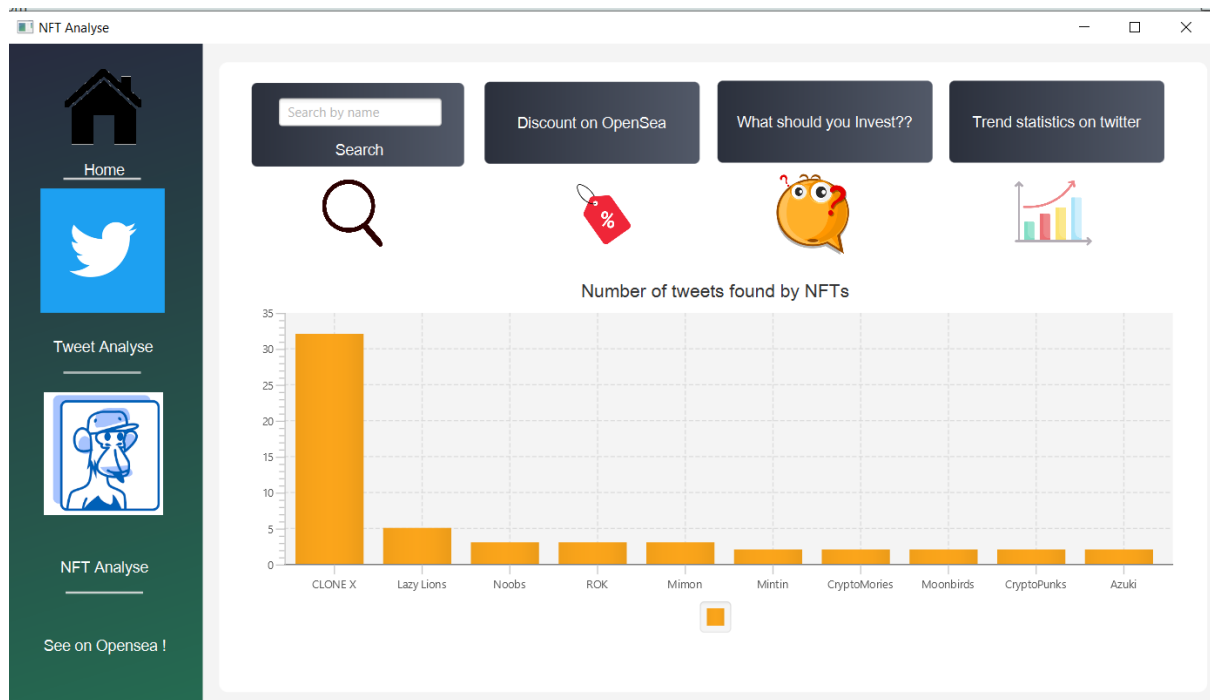 NFT Analyse
Home
Tweet Analyse
NFT Analyse
See on Opensea !
Search by name
Search
Discount on OpenSea
What should you Invest??
Trend statistics on twitter
%
? ?
Number of tweets found by NFTs
35
30
25
20
15
10
5
0
CLONE X Lazy Lions Noobs ROK Mimon Mintin CryptoMories Moonbirds CryptoPunks Azuki